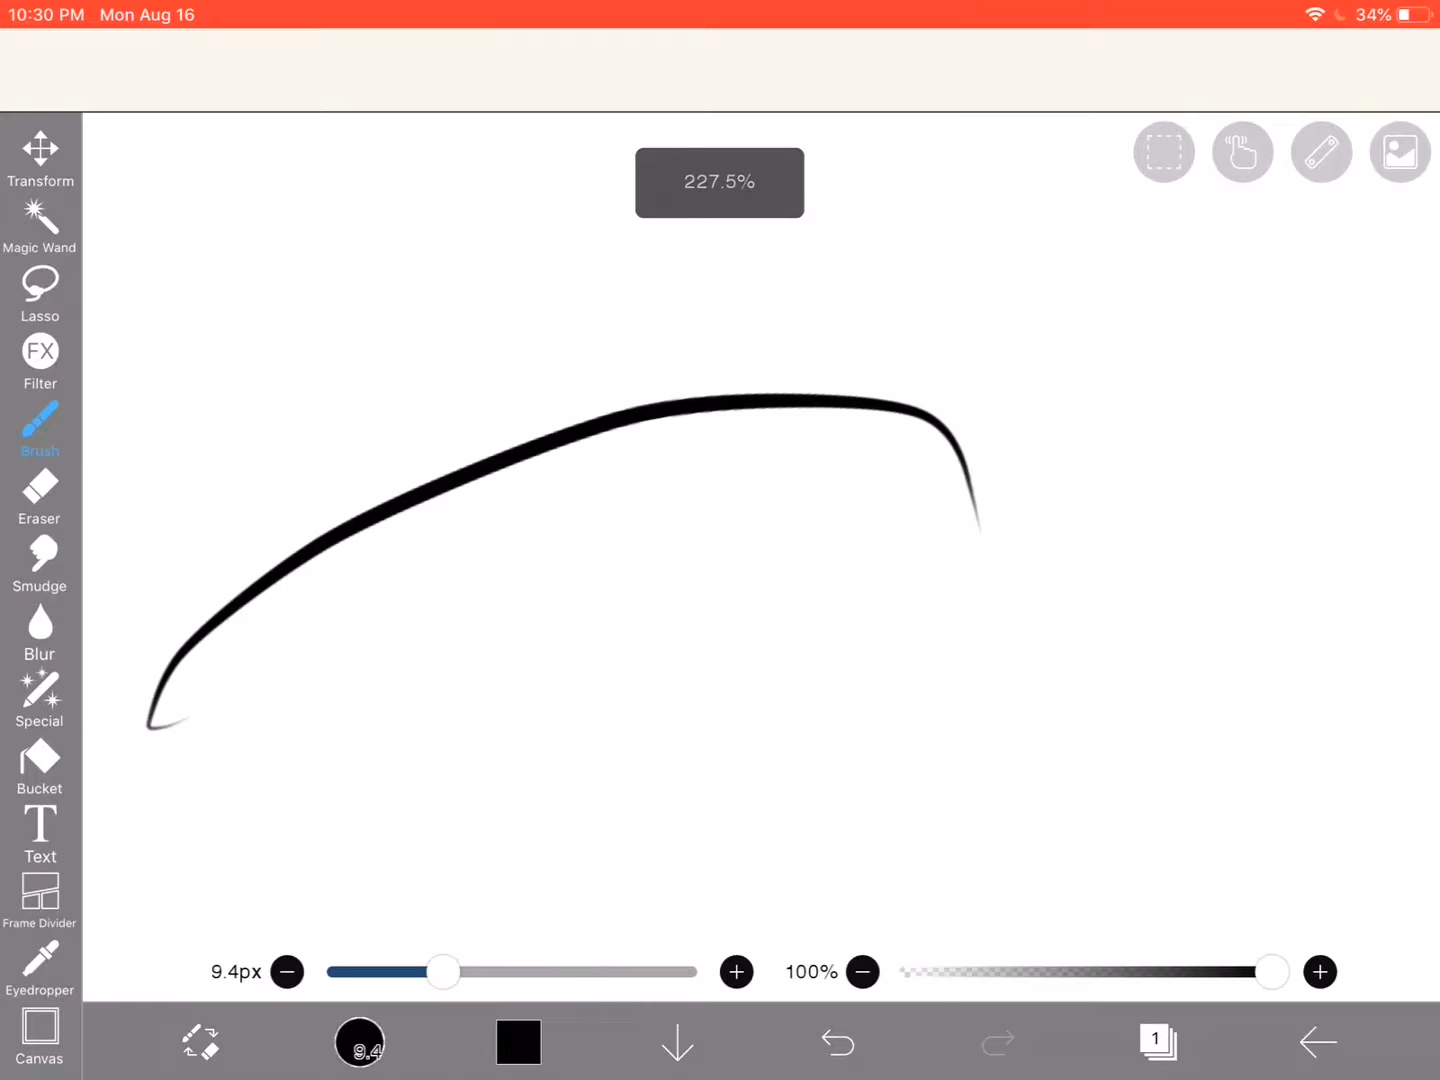 10:30 PM Mon Aug 16
34%
227.5%
Transform
Magic Wand
Lasso
FX
Filter
Brush
Eraser
Smudge
Blur
Special
Bucket
T
Text
Frame Divider
Eyedropper
Canvas
9.4px
100%
9.4
1